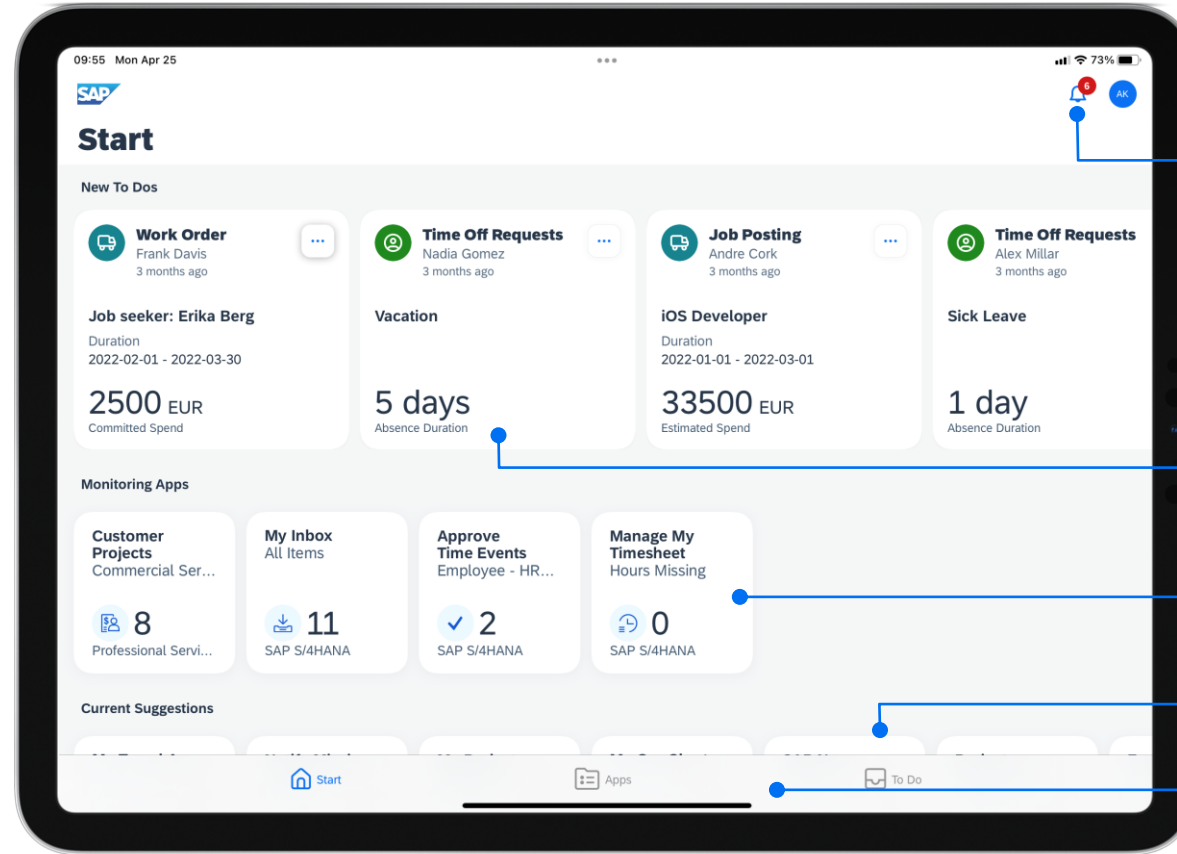 09:55 Mon Apr 25
73%
SAP
6
AK
Start
New To Dos
Work Order
Frank Davis
3 months ago
Job seeker: Erika Berg
Duration
2022-02-01 - 2022-03-30
2500 EUR
Committed Spend
Time Off Requests
Nadia Gomez
3 months ago
Vacation
5 days
Absence Duration
Job Posting
Andre Cork
3 months ago
iOS Developer
Duration
2022-01-01 - 2022-03-01
33500 EUR
Estimated Spend
Time Off Requests
Alex Millar
3 months ago
Sick Leave
1 day
Absence Duration
Monitoring Apps
Customer
Projects
Commercial Ser...
8
Professional Servi...
My Inbox
All Items
11
SAP S/4HANA
Approve
Time Events
Employee - HR...
2
SAP S/4HANA
Manage My
Timesheet
Hours Missing
0
SAP S/4HANA
Current Suggestions
Start
Apps
To Do